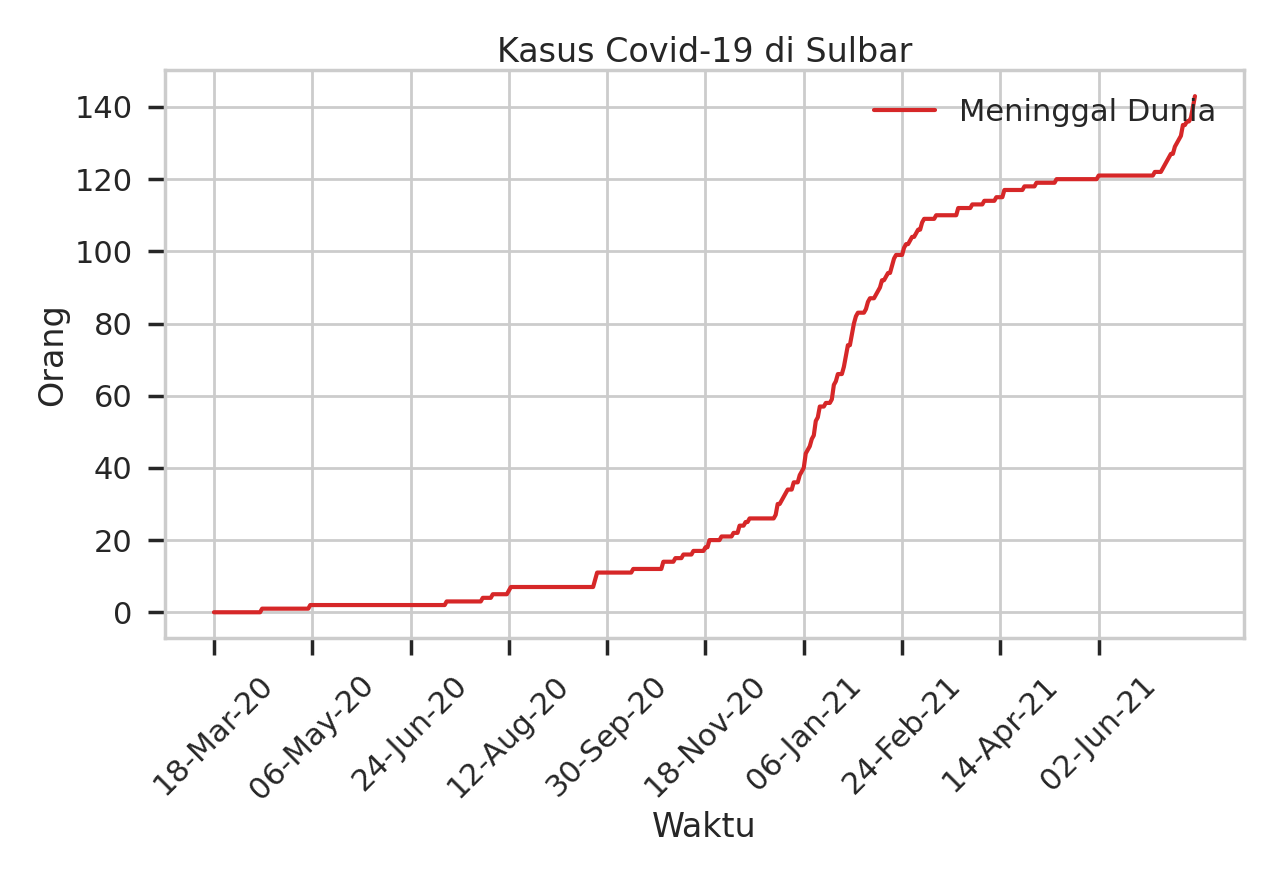 Kasus Covid-19 di Sulbar
Meninggal Dunia
Orang
140
120
100
80
60
40
20
0
18-Mar-20
06-May-20
24-Jun-20
12-Aug-20
30-Sep-20
18-Nov-20
06-Jan-21
24-Feb-21
14-Apr-21
02-Jun-21
Waktu